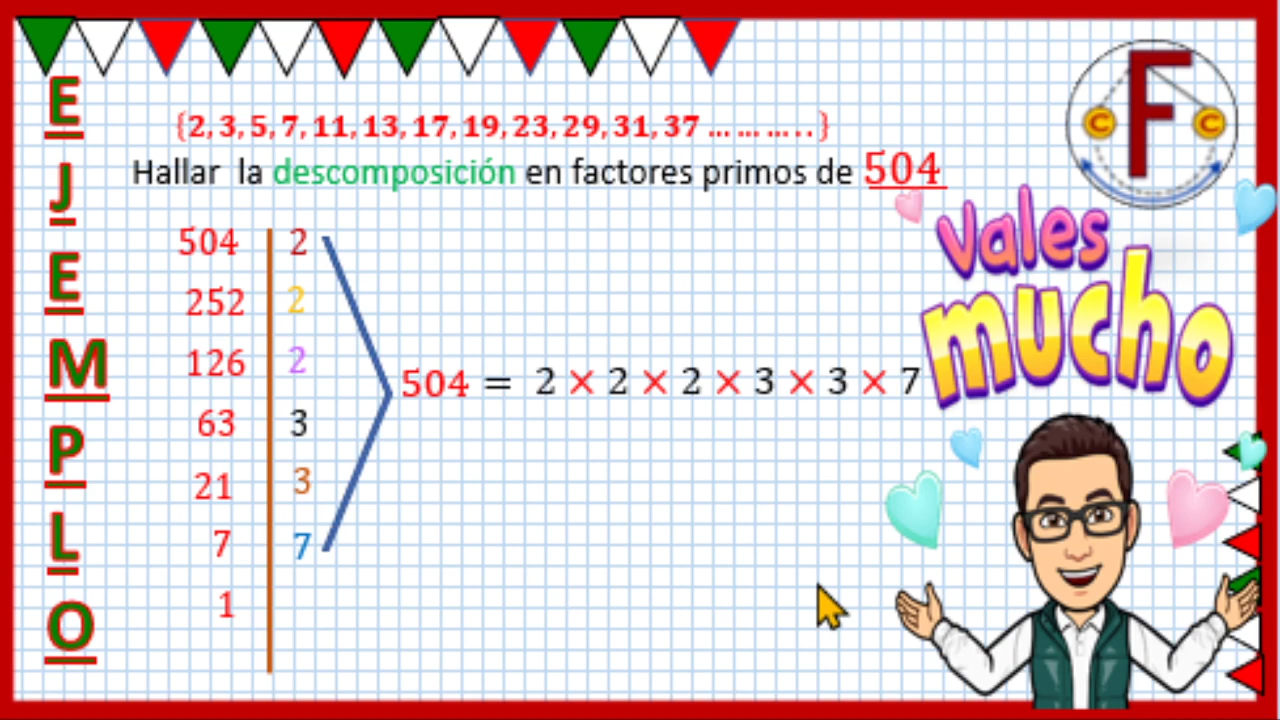 EJEMPLO
{2, 3, 5, 7, 11, 13, 17, 19, 23, 29, 31, 37 … … … . . }
Hallar la descomposición en factores primos de 504
504 2
252 2
126 2
63 3
21 3
7 7
1
504 = 2 × 2 × 2 × 3 × 3 × 7
F
C C
Vales
mucho